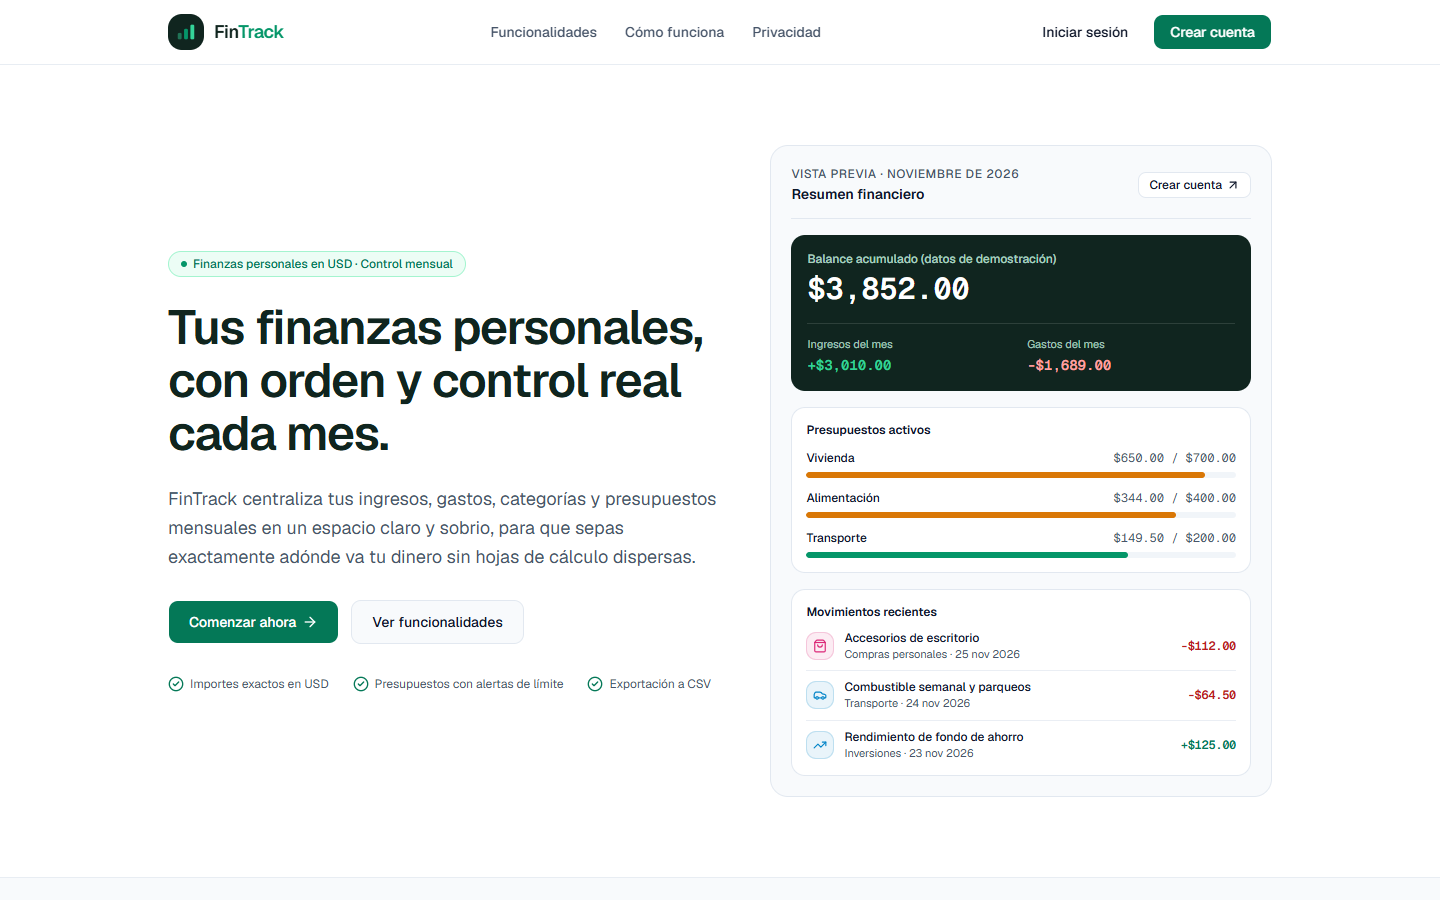 FinTrack
Funcionalidades
Cómo funciona
Privacidad
Iniciar sesión
Crear cuenta
Finanzas personales en USD · Control mensual
Tus finanzas personales,
con orden y control real
cada mes.
FinTrack centraliza tus ingresos, gastos, categorías y presupuestos
mensuales en un espacio claro y sobrio, para que sepas
exactamente adónde va tu dinero sin hojas de cálculo dispersas.
Comenzar ahora
Ver funcionalidades
Importes exactos en USD
Presupuestos con alertas de límite
Exportación a CSV
VISTA PREVIA · NOVIEMBRE DE 2026
Resumen financiero
Crear cuenta
Balance acumulado (datos de demostración)
$3,852.00
Ingresos del mes
+$3,010.00
Gastos del mes
-$1,689.00
Presupuestos activos
Vivienda $650.00 / $700.00
Alimentación $344.00 / $400.00
Transporte $149.50 / $200.00
Movimientos recientes
Accesorios de escritorio
Compras personales · 25 nov 2026
-$112.00
Combustible semanal y parqueos
Transporte · 24 nov 2026
-$64.50
Rendimiento de fondo de ahorro
Inversiones · 23 nov 2026
+$125.00